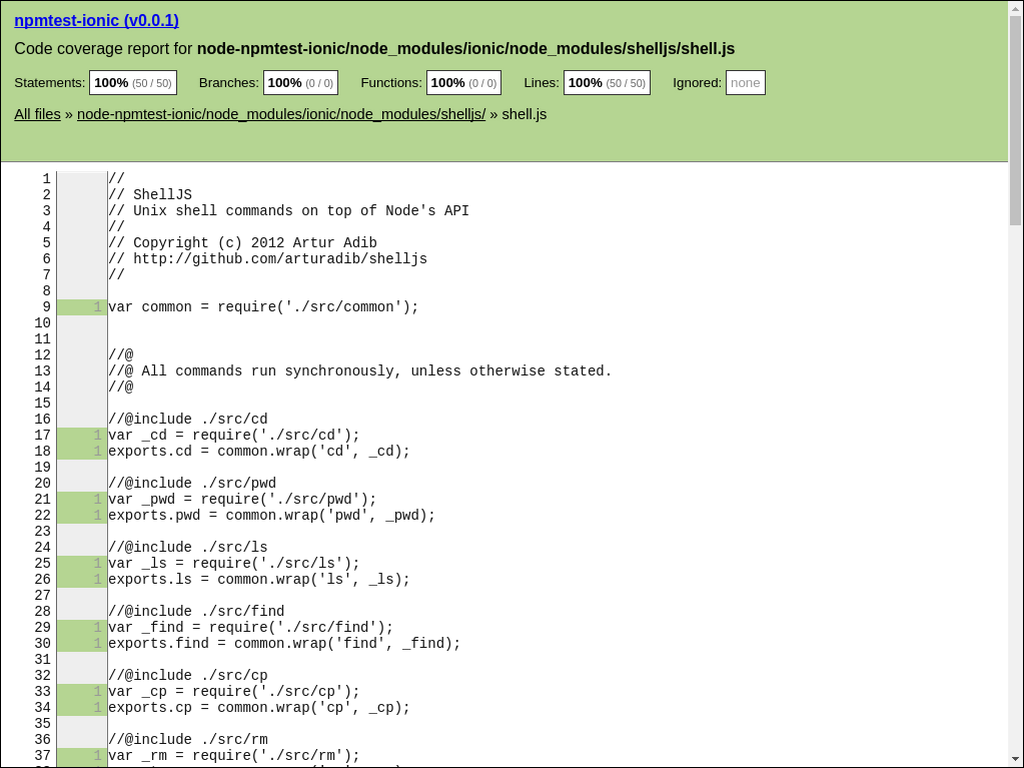 npmtest-ionic (v0.0.1)
Code coverage report for node-npmtest-ionic/node_modules/ionic/node_modules/shelljs/shell.js
Statements: 100% (50 / 50) Branches: 100% (0 / 0) Functions: 100% (0 / 0) Lines: 100% (50 / 50) Ignored: none
All files » node-npmtest-ionic/node_modules/ionic/node_modules/shelljs/ » shell.js
1 //
2 // ShellJS
3 // Unix shell commands on top of Node's API
4 //
5 // Copyright (c) 2012 Artur Adib
6 // http://github.com/arturadib/shelljs
7 //
8
9 1 var common = require('./src/common');
10
11
12 //@
13 //@ All commands run synchronously, unless otherwise stated.
14 //@
15
16 //@include ./src/cd
17 1 var _cd = require('./src/cd');
18 1 exports.cd = common.wrap('cd', _cd);
19
20 //@include ./src/pwd
21 1 var _pwd = require('./src/pwd');
22 1 exports.pwd = common.wrap('pwd', _pwd);
23
24 //@include ./src/ls
25 1 var _ls = require('./src/ls');
26 1 exports.ls = common.wrap('ls', _ls);
27
28 //@include ./src/find
29 1 var _find = require('./src/find');
30 1 exports.find = common.wrap('find', _find);
31
32 //@include ./src/cp
33 1 var _cp = require('./src/cp');
34 1 exports.cp = common.wrap('cp', _cp);
35
36 //@include ./src/rm
37 1 var _rm = require('./src/rm');